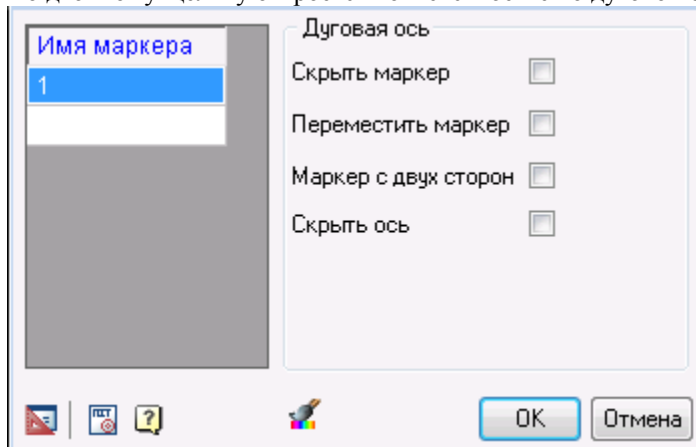 Имя маркера
1
Дуговая ось
Скрыть маркер
Переместить маркер
Маркер с двух сторон
Скрыть ось
OK
Отмена